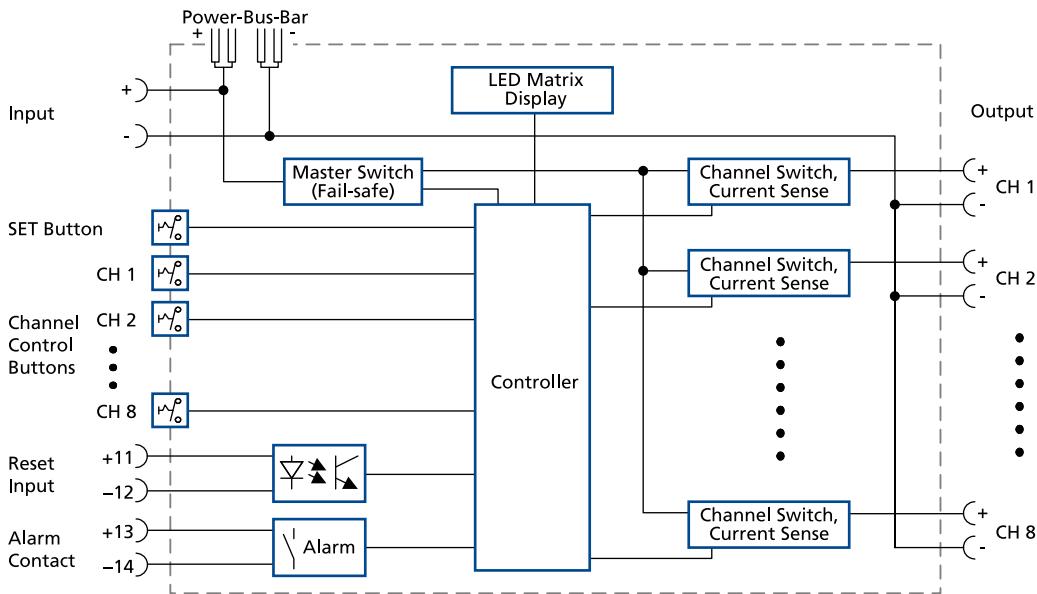 Power-Bus-Bar
+ -
LED Matrix
Display
Input
+
-
Output
Master Switch
(Fail-safe)
Channel Switch,
Current Sense
+
CH 1
-
SET Button
CH 1
Channel Switch,
Current Sense
+
CH 2
-
CH 2
Channel
Control
Buttons
Controller
CH 8
Reset
Input
+11
–12
Channel Switch,
Current Sense
+
CH 8
-
Alarm
Contact
+13
–14
Alarm